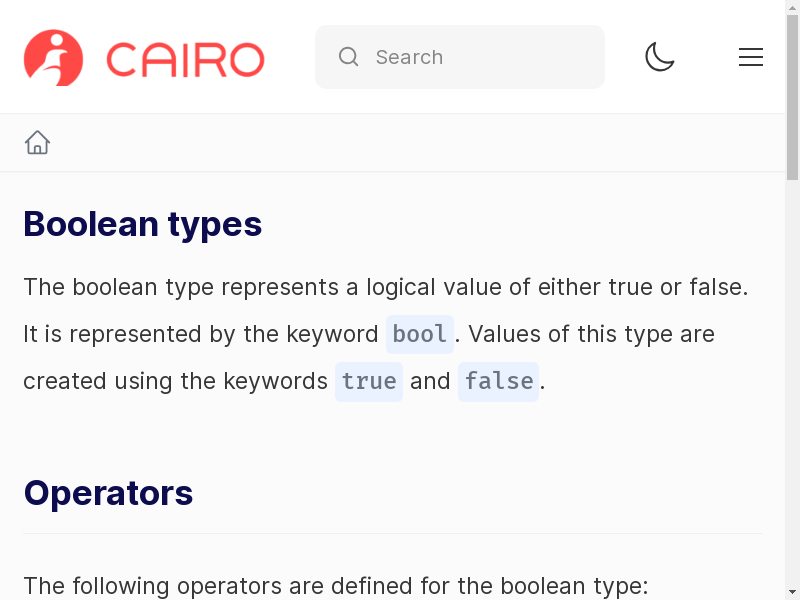 CAIRO
Search
Boolean types
The boolean type represents a logical value of either true or false.
It is represented by the keyword bool. Values of this type are
created using the keywords true and false.
Operators
The following operators are defined for the boolean type: